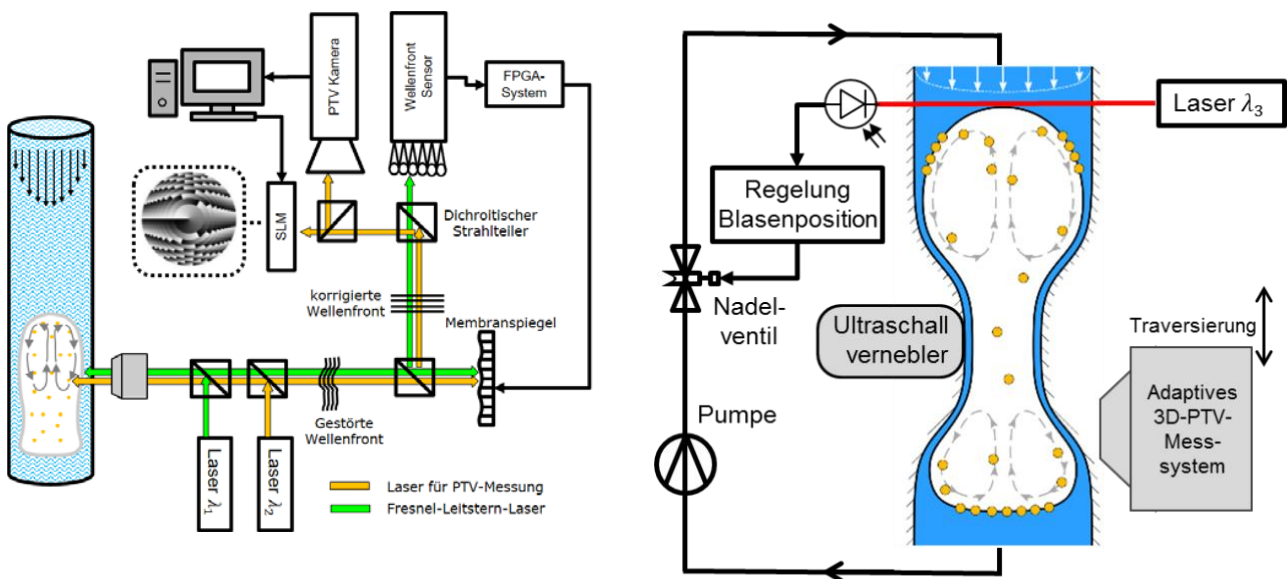 PTV Kamera
Wellenfront
Sensor
FPGA-
System
SLM
Dichroitischer
Strahlteiler
korrigierte
Wellenfront
Membranspiegel
Gestörte
Wellenfront
Laser λ1
Laser λ2
Laser für PTV-Messung
Fresnel-Leitstern-Laser
Laser λ3
Regelung
Blasenposition
Nadel-
ventil
Ultraschall
vernebler
Traversierung
Pumpe
Adaptives
3D-PTV-
Mess-
system